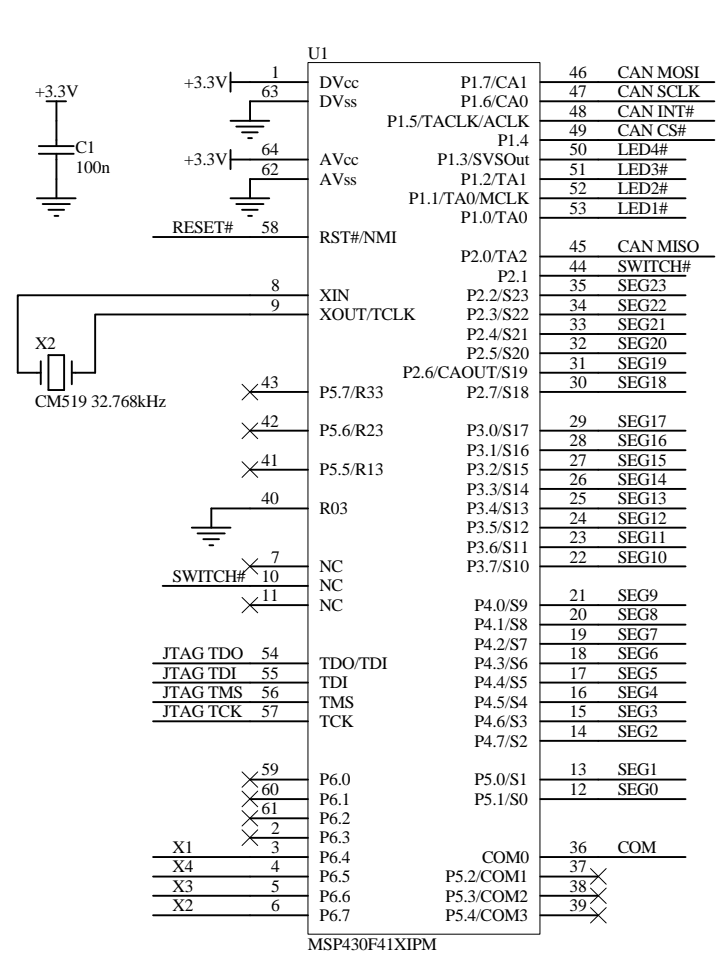 U1
+3.3V 1 DVcc P1.7/CA1 46 CAN MOSI
63 DVss P1.6/CA0 47 CAN SCLK
+3.3V
P1.5/TACLK/ACLK 48 CAN INT#
P1.4 49 CAN CS#
C1
100n
+3.3V 64 AVcc P1.3/SVSOut 50 LED4#
62 AVss P1.2/TA1 51 LED3#
P1.1/TA0/MCLK 52 LED2#
P1.0/TA0 53 LED1#
RESET# 58 RST#/NMI
P2.0/TA2 45 CAN MISO
P2.1 44 SWITCH#
8 XIN P2.2/S23 35 SEG23
9 XOUT/TCLK P2.3/S22 34 SEG22
P2.4/S21 33 SEG21
X2
P2.5/S20 32 SEG20
P2.6/CAOUT/S19 31 SEG19
43 P5.7/R33 P2.7/S18 30 SEG18
CM519 32.768kHz
42 P5.6/R23 P3.0/S17 29 SEG17
P3.1/S16 28 SEG16
41 P5.5/R13 P3.2/S15 27 SEG15
P3.3/S14 26 SEG14
40 R03 P3.4/S13 25 SEG13
P3.5/S12 24 SEG12
P3.6/S11 23 SEG11
7 NC P3.7/S10 22 SEG10
SWITCH# 10 NC
11 NC P4.0/S9 21 SEG9
P4.1/S8 20 SEG8
P4.2/S7 19 SEG7
JTAG TDO 54 TDO/TDI P4.3/S6 18 SEG6
JTAG TDI 55 TDI P4.4/S5 17 SEG5
JTAG TMS 56 TMS P4.5/S4 16 SEG4
JTAG TCK 57 TCK P4.6/S3 15 SEG3
P4.7/S2 14 SEG2
59 P6.0 P5.0/S1 13 SEG1
60 P6.1 P5.1/S0 12 SEG0
61 P6.2
2 P6.3
X1 3 P6.4 COM0 36 COM
X4 4 P6.5 P5.2/COM1 37
X3 5 P6.6 P5.3/COM2 38
X2 6 P6.7 P5.4/COM3 39
MSP430F41XIPM